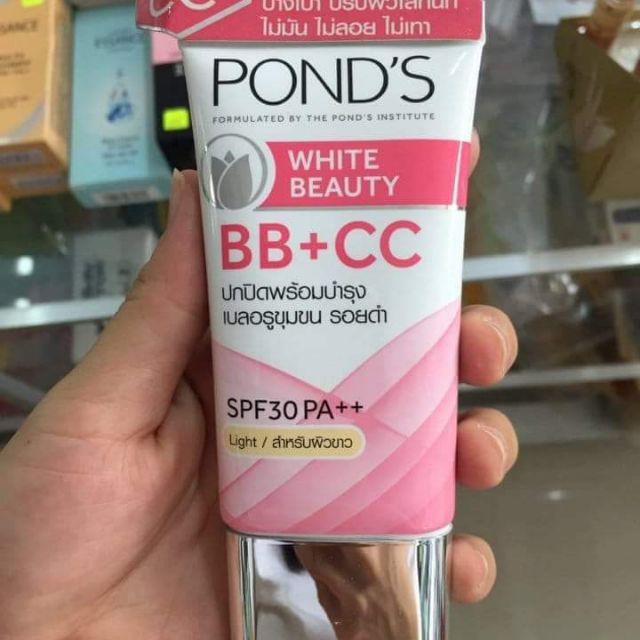 ไม่มัน ไม่ลอย ไม่เทา
POND'S
FORMULATED BY THE POND'S INSTITUTE
WHITE
BEAUTY
BB+CC
ปกปิดพร้อมบำรุง
เบลอรูขุมขน รอยดำ
SPF30 PA++
Light / สำหรับผิวขาว